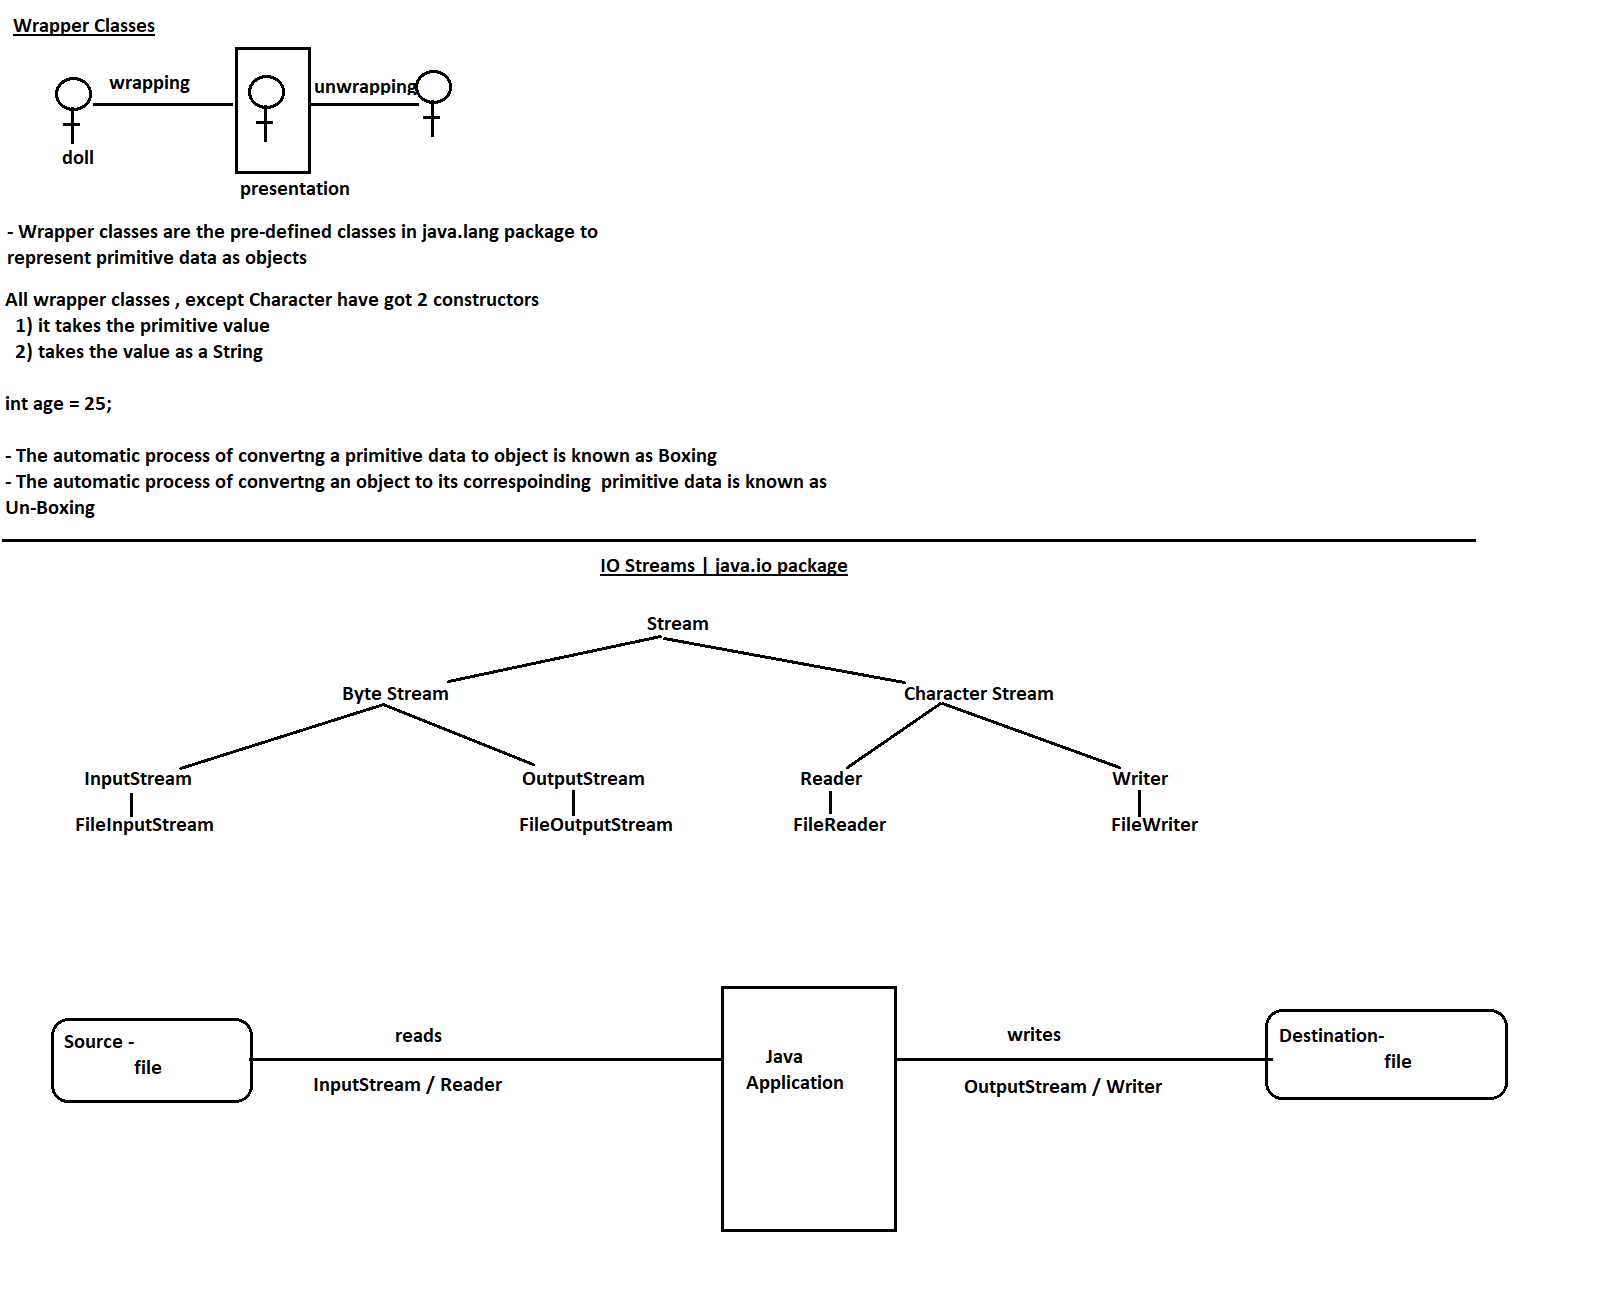 Wrapper Classes
wrapping
unwrapping
doll
presentation
- Wrapper classes are the pre-defined classes in java.lang package to
represent primitive data as objects
All wrapper classes , except Character have got 2 constructors
1) it takes the primitive value
2) takes the value as a String
int age = 25;
- The automatic process of convertng a primitive data to object is known as Boxing
- The automatic process of convertng an object to its correspoinding  primitive data is known as
Un-Boxing
IO Streams | java.io package
Stream
Byte Stream
Character Stream
InputStream
OutputStream
Reader
Writer
FileInputStream
FileOutputStream
FileReader
FileWriter
Source -
file
reads
InputStream / Reader
Java
Application
writes
OutputStream / Writer
Destination-
file